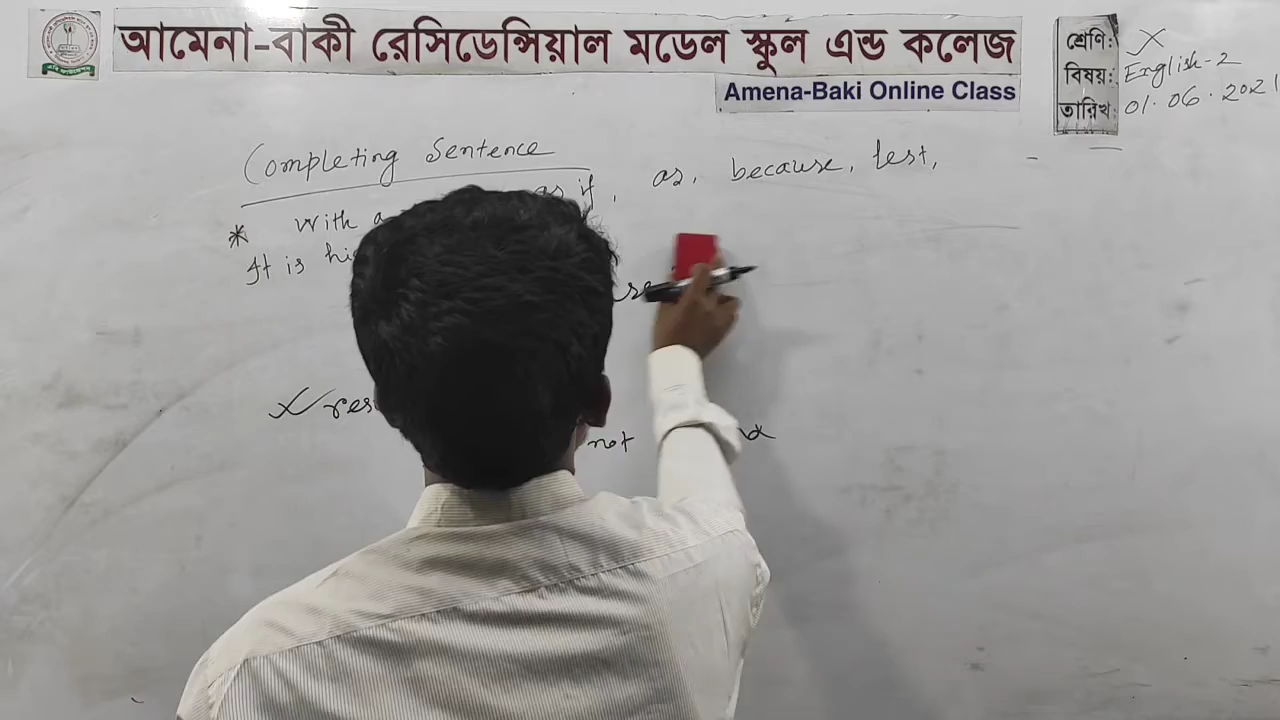 আমেনা-বাকী রেসিডেন্সিয়াল মডেল স্কুল এন্ড কলেজ
Amena-Baki Online Class
শ্রেণি: X
বিষয়: English-2
তারিখ: 01.06.2021
Completing Sentence
* With a as if, as, because, lest,
It is hi
X res
not